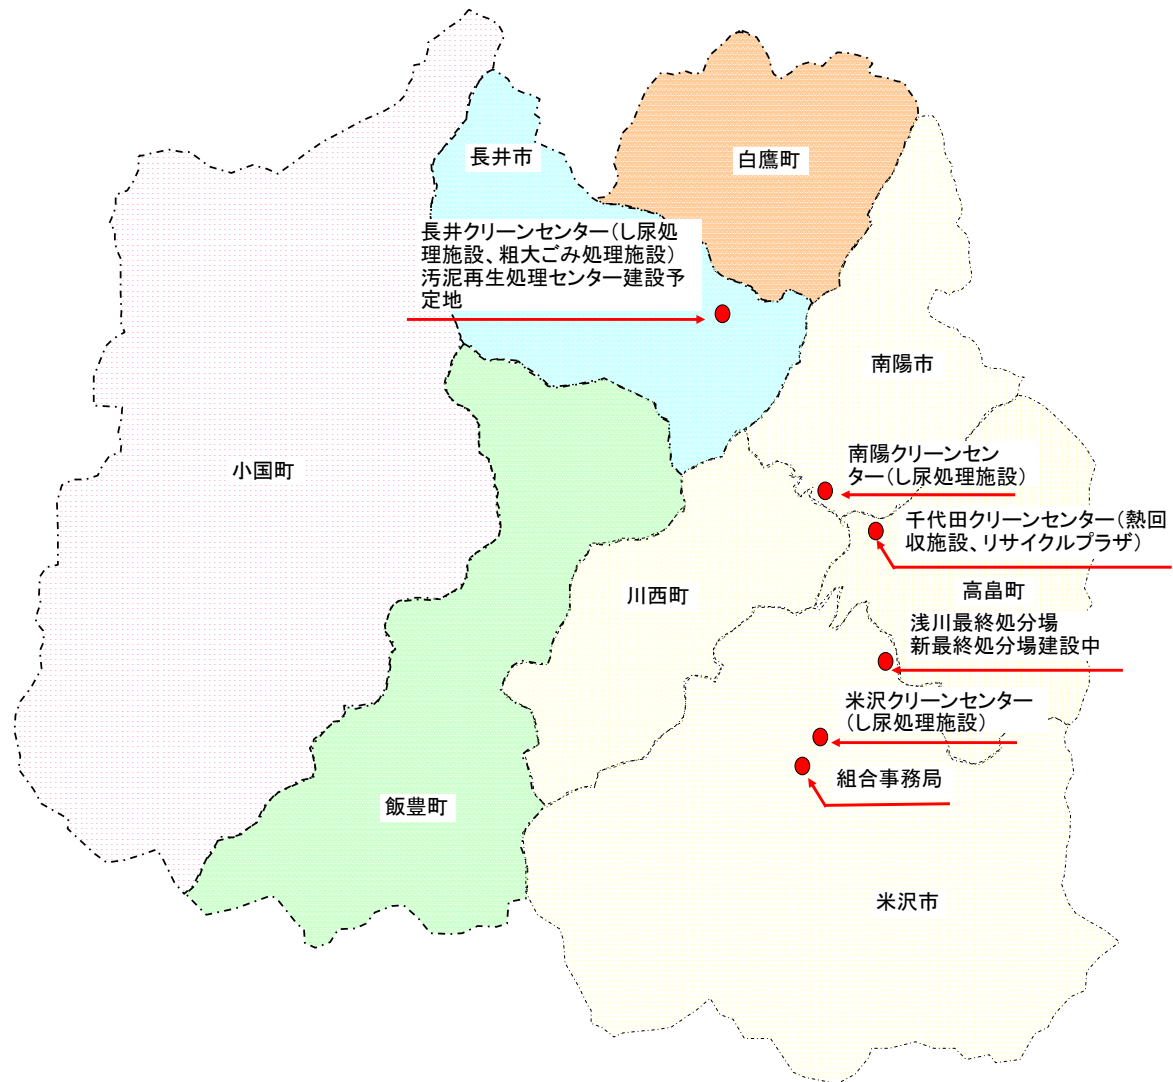 長井市
白鷹町
長井クリーンセンター(し尿処
理施設、粗大ごみ処理施設)
汚泥再生処理センター建設予
定地
南陽市
南陽クリーンセン
ター(し尿処理施設)
小国町
千代田クリーンセンター(熱回
収施設、リサイクルプラザ)
川西町
高畠町
浅川最終処分場
新最終処分場建設中
米沢クリーンセンター
(し尿処理施設)
組合事務局
飯豊町
米沢市